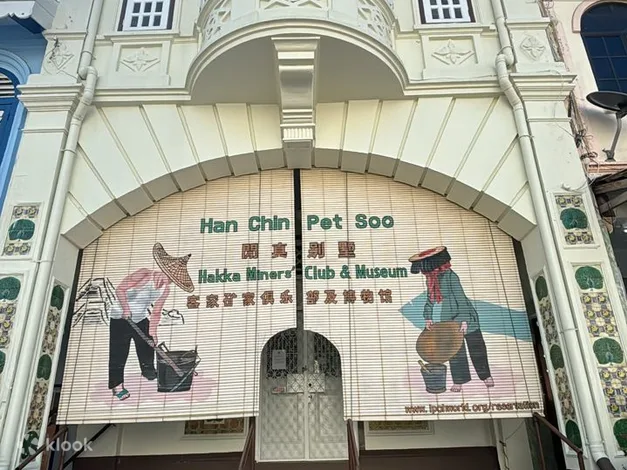 Han Chin Pet Soo
閒真別墅
Hakka Miners' Club & Museum
客家矿家俱乐部及博物馆
www.ipohworld.org/reservation
klook